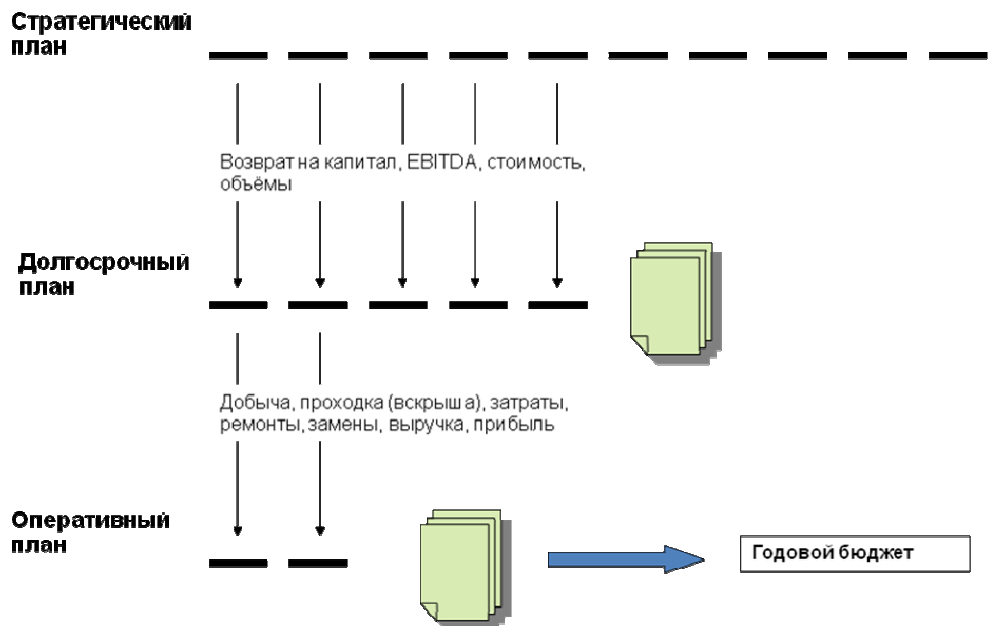 Стратегический
план
Возврат на капитал, EBITDA, стоимость,
объёмы
Долгосрочный
план
Добыча, проходка (вскрыша), затраты,
ремонты, замены, выручка, прибыль
Оперативный
план
Годовой бюджет